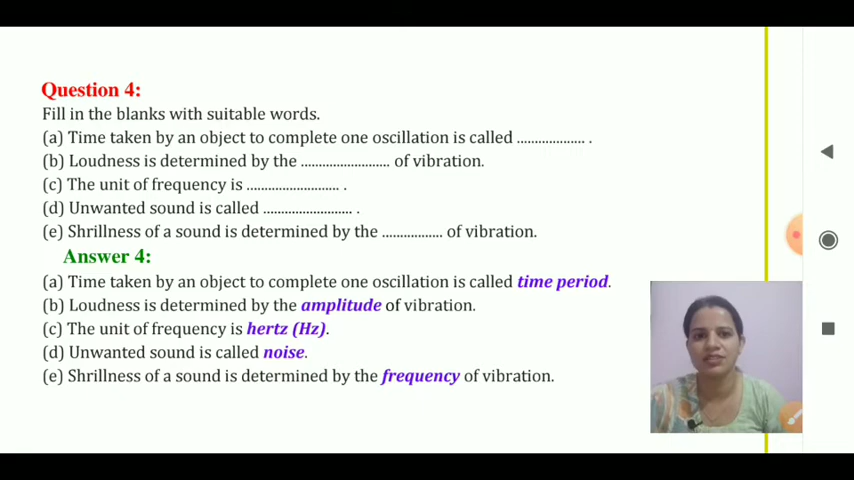 Question 4:
Fill in the blanks with suitable words.
(a) Time taken by an object to complete one oscillation is called ................... .
(b) Loudness is determined by the ......................... of vibration.
(c) The unit of frequency is .......................... .
(d) Unwanted sound is called ......................... .
(e) Shrillness of a sound is determined by the ................. of vibration.
Answer 4:
(a) Time taken by an object to complete one oscillation is called time period.
(b) Loudness is determined by the amplitude of vibration.
(c) The unit of frequency is hertz (Hz).
(d) Unwanted sound is called noise.
(e) Shrillness of a sound is determined by the frequency of vibration.